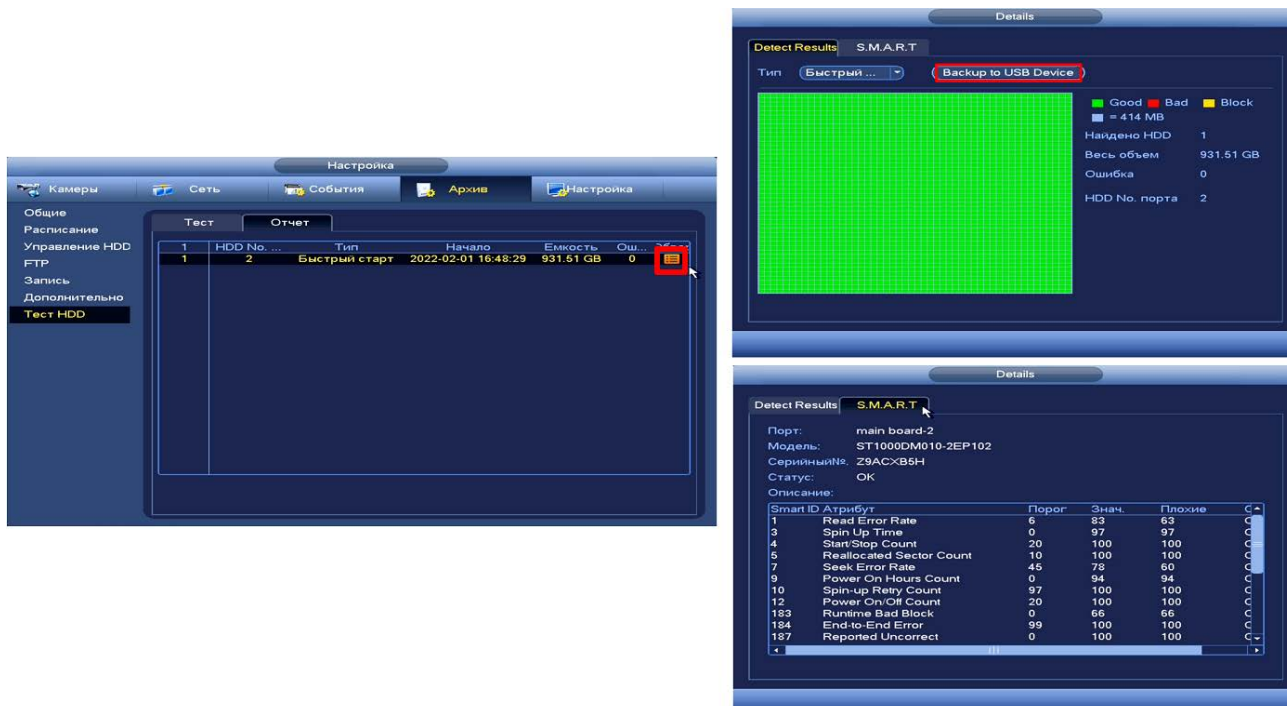 Настройка
Камеры Сеть События Архив Настройка
Общие
Расписание
Управление HDD
FTP
Запись
Дополнительно
Тест HDD
Тест Отчет
1 HDD No. ... Тип Начало Емкость Ош...
1 2 Быстрый старт 2022-02-01 16:48:29 931.51 GB 0
Details
Detect Results S.M.A.R.T
Тип Быстрый ... (Backup to USB Device)
Good Bad Block
= 414 MB
Найдено HDD 1
Весь объем 931.51 GB
Ошибка 0
HDD No. порта 2
Details
Detect Results S.M.A.R.T
Порт: main board-2
Модель: ST1000DM010-2EP102
Серийный№. Z9ACXB5H
Статус: OK
Описание:
Smart ID Атрибут Порог Знач. Плохие
1 Read Error Rate 6 83 63
3 Spin Up Time 0 97 97
4 Start/Stop Count 20 100 100
5 Reallocated Sector Count 10 100 100
7 Seek Error Rate 45 78 60
9 Power On Hours Count 0 94 94
10 Spin-up Retry Count 97 100 100
12 Power On/Off Count 20 100 100
183 Runtime Bad Block 0 66 66
184 End-to-End Error 99 100 100
187 Reported Uncorrect 0 100 100